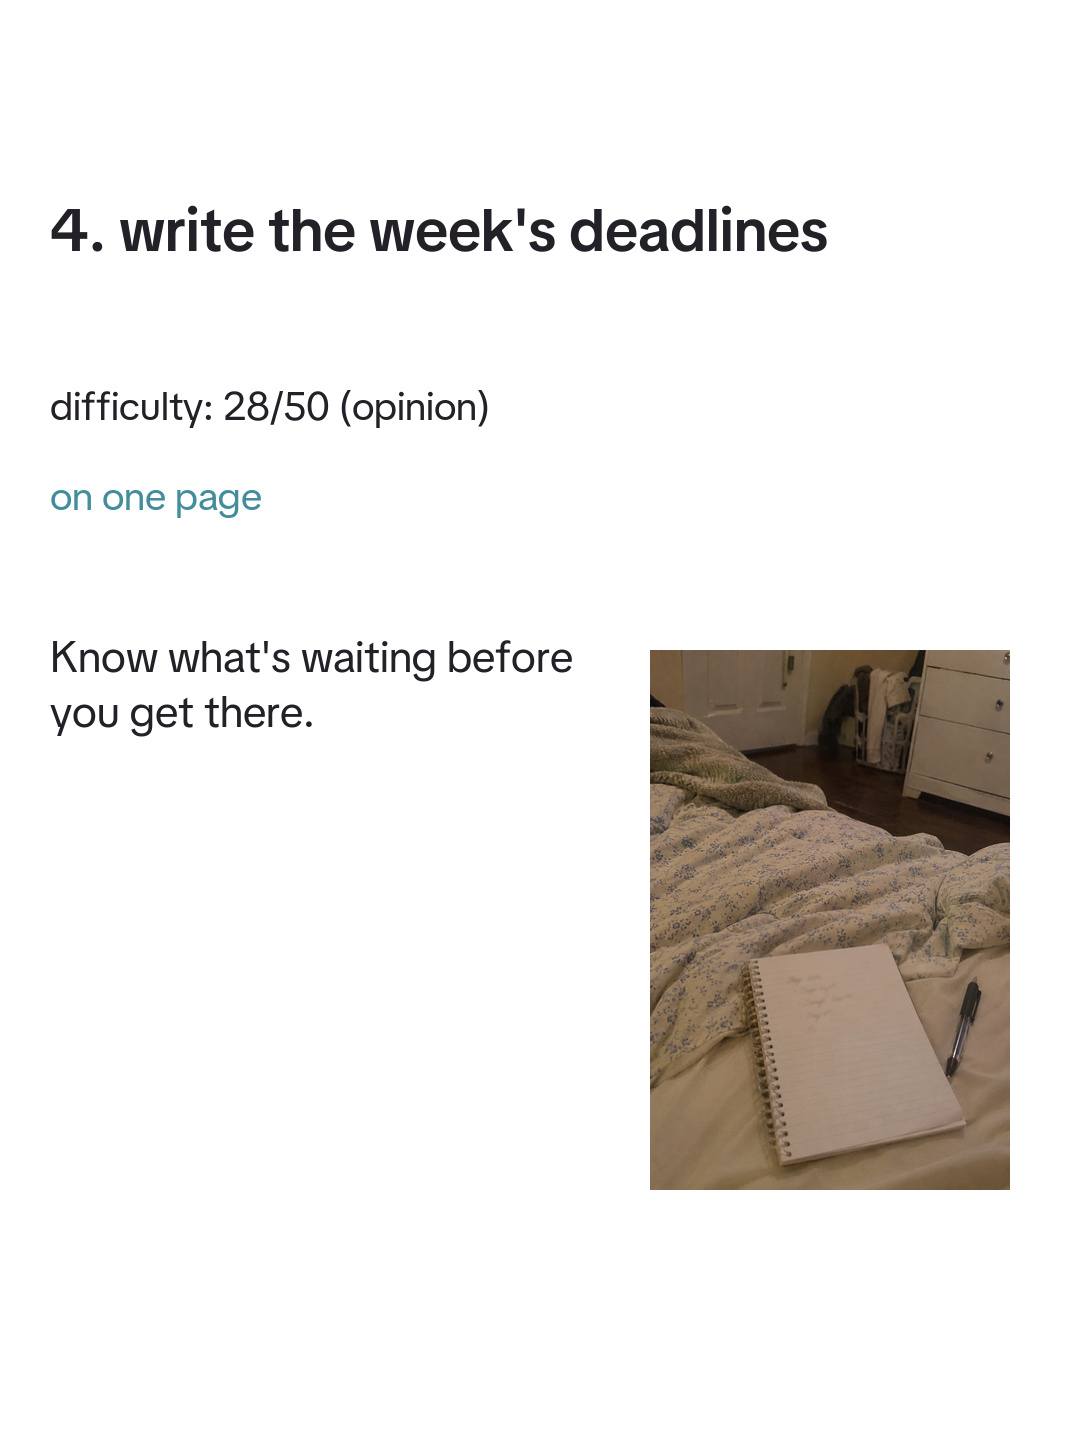 4. write the week's deadlines
difficulty: 28/50 (opinion)
on one page
Know what's waiting before
you get there.